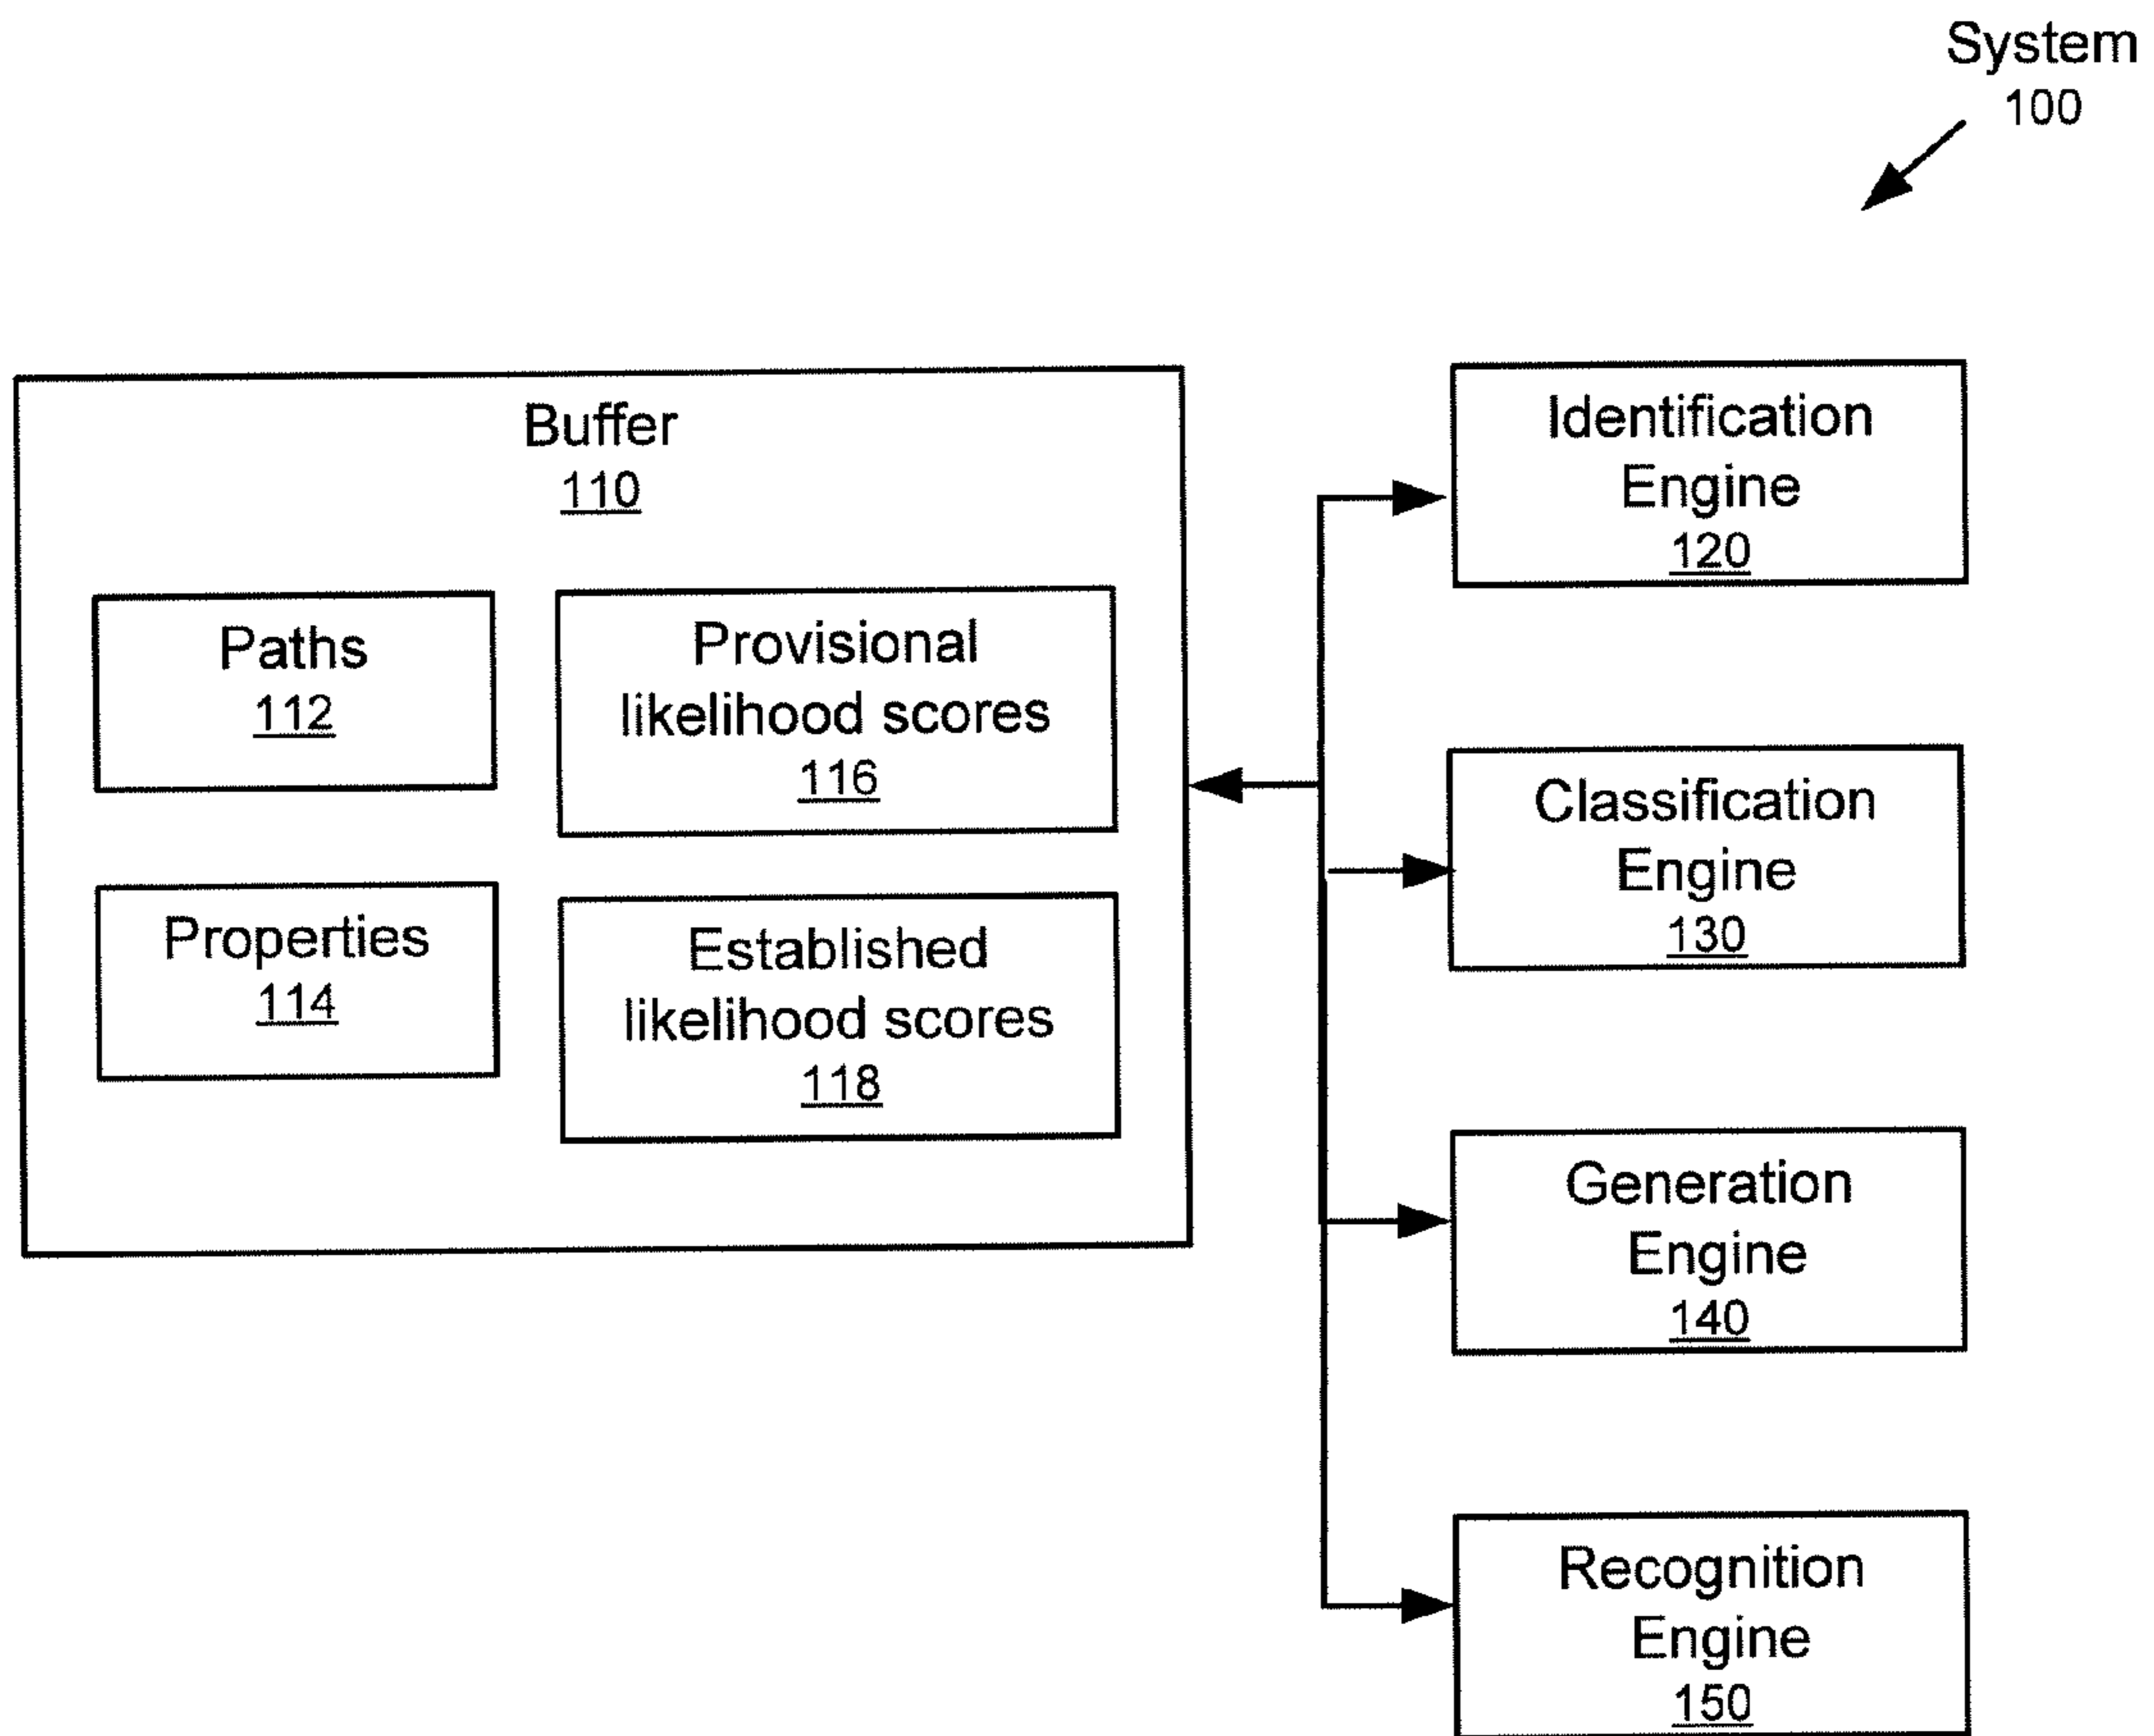 System
100
Buffer
110
Paths
112
Provisional
likelihood scores
116
Properties
114
Established
likelihood scores
118
Identification
Engine
120
Classification
Engine
130
Generation
Engine
140
Recognition
Engine
150